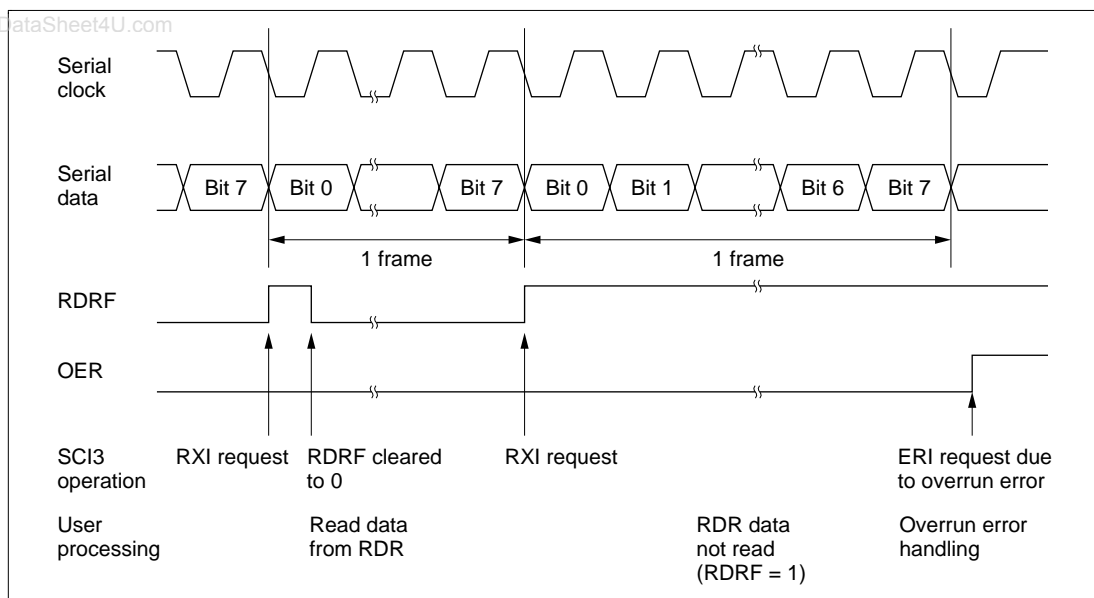 DataSheet4U.com
Serial
clock
Serial
data
Bit 7 Bit 0 Bit 7 Bit 0 Bit 1 Bit 6 Bit 7
1 frame 1 frame
RDRF
OER
SCI3
operation
RXI request
RDRF cleared
to 0
RXI request
ERI request due
to overrun error
User
processing
Read data
from RDR
RDR data
not read
(RDRF = 1)
Overrun error
handling